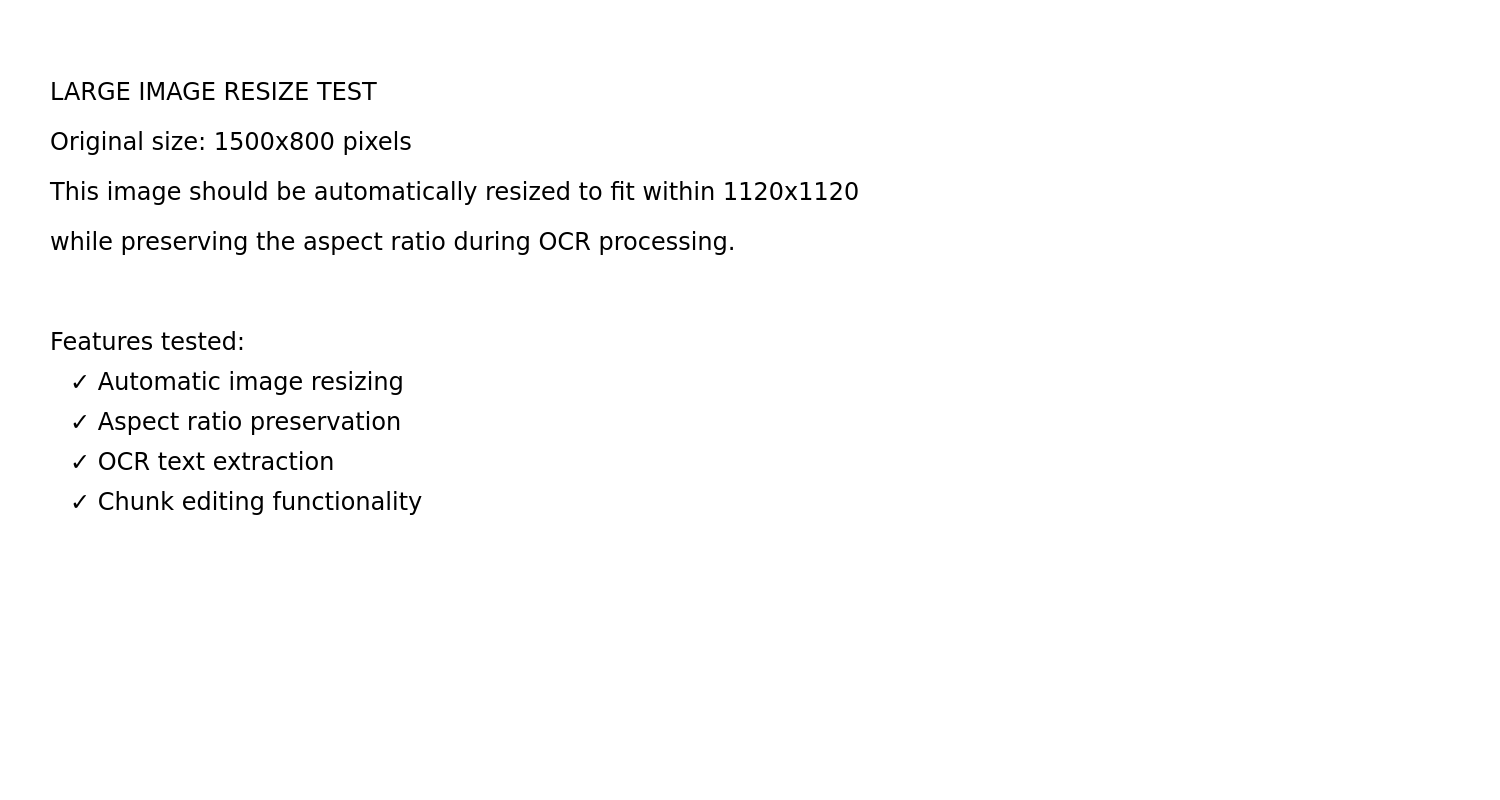 LARGE IMAGE RESIZE TEST
Original size: 1500x800 pixels
This image should be automatically resized to fit within 1120x1120
while preserving the aspect ratio during OCR processing.
Features tested:
✓ Automatic image resizing
✓ Aspect ratio preservation
✓ OCR text extraction
✓ Chunk editing functionality